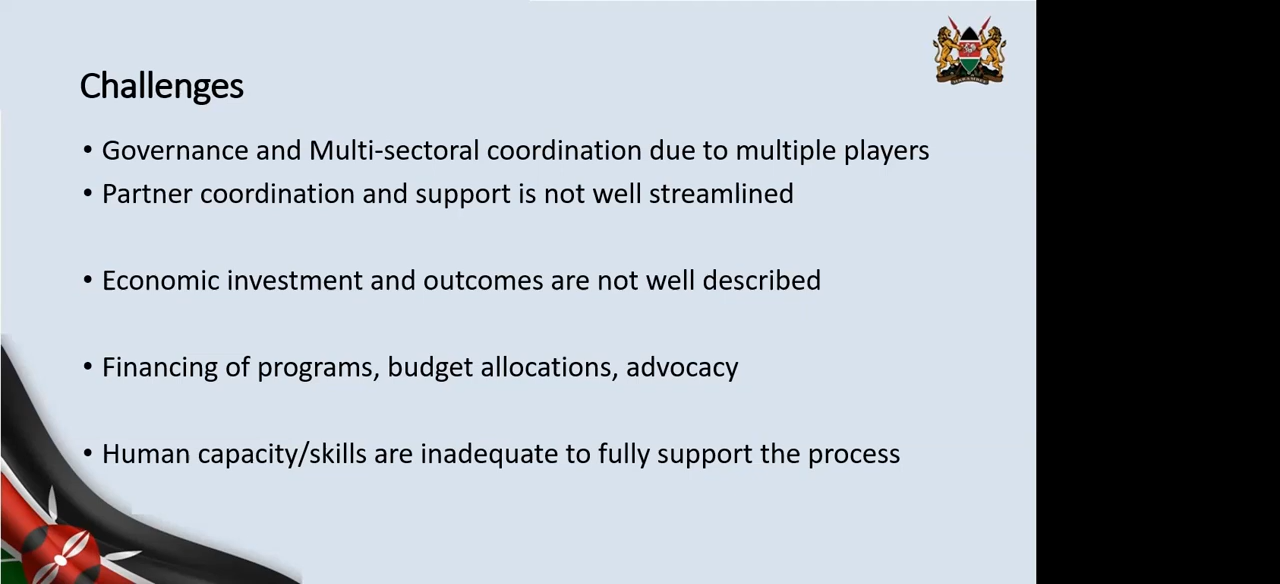 Challenges
• Governance and Multi-sectoral coordination due to multiple players
• Partner coordination and support is not well streamlined
• Economic investment and outcomes are not well described
• Financing of programs, budget allocations, advocacy
• Human capacity/skills are inadequate to fully support the process